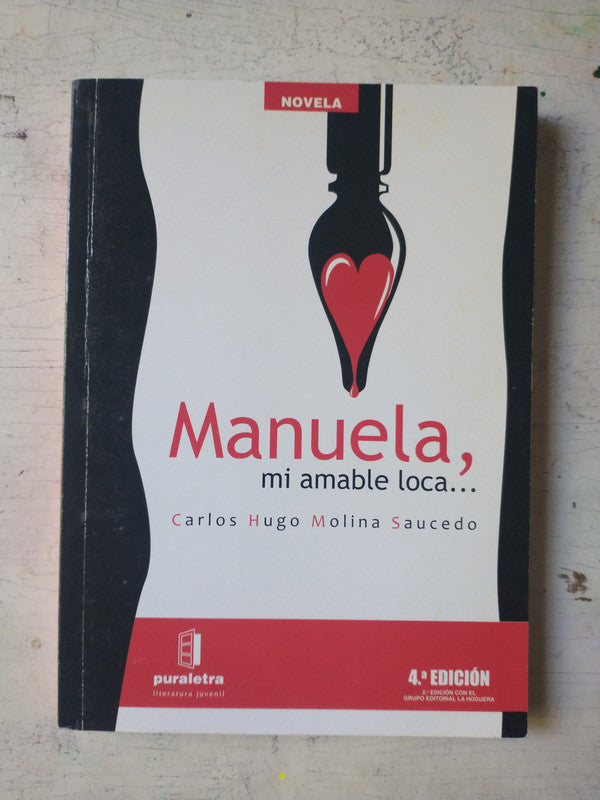 NOVELA
Manuela,
mi amable loca...
Carlos Hugo Molina Saucedo
puraletra
literatura juvenil
4.ª EDICIÓN
2.ª EDICIÓN CON EL
GRUPO EDITORIAL LA HOGUERA